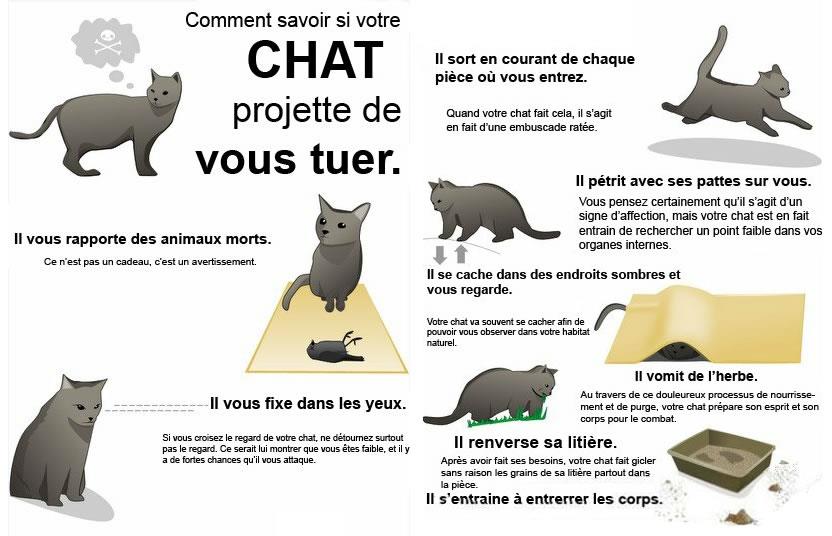 Comment savoir si votre
CHAT
projette de
vous tuer.
Il vous rapporte des animaux morts.
Ce n'est pas un cadeau, c'est un avertissement.
Il vous fixe dans les yeux.
Si vous croisez le regard de votre chat, ne détournez surtout
pas le regard. Ce serait lui montrer que vous êtes faible, et il y
a de fortes chances qu'il vous attaque.
Il sort en courant de chaque
pièce où vous entrez.
Quand votre chat fait cela, il s'agit
en fait d'une embuscade ratée.
Il pétrit avec ses pattes sur vous.
Vous pensez certainement qu'il s'agit d'un
signe d'affection, mais votre chat est en fait
entrain de rechercher un point faible dans vos
organes internes.
Il se cache dans des endroits sombres et
vous regarde.
Votre chat va souvent se cacher afin de
pouvoir vous observer dans votre habitat
naturel.
Il vomit de l'herbe.
Au travers de ce douleureux processus de nourrisse-
ment et de purge, votre chat prépare son esprit et son
corps pour le combat.
Il renverse sa litière.
Après avoir fait ses besoins, votre chat fait gicler
sans raison les grains de sa litière partout dans
la pièce.
Il s'entraine à entrerrer les corps.